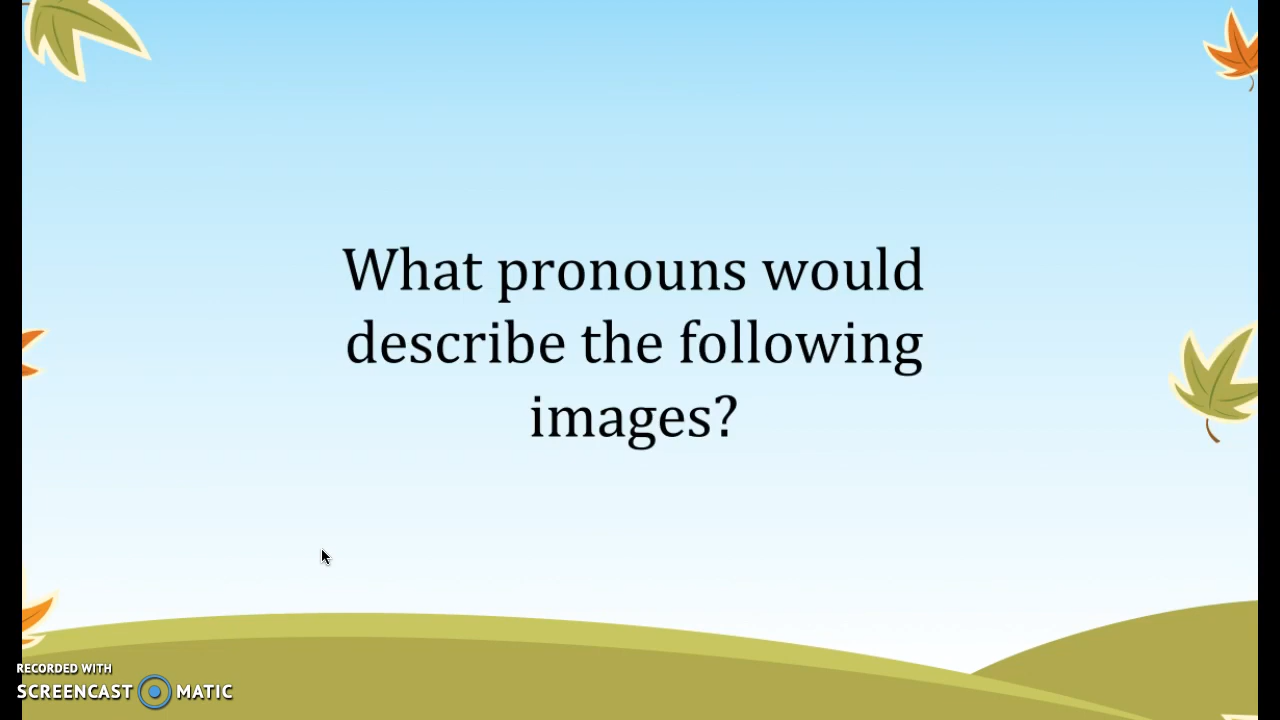 What pronouns would
describe the following
images?
RECORDED WITH
SCREENCAST MATIC